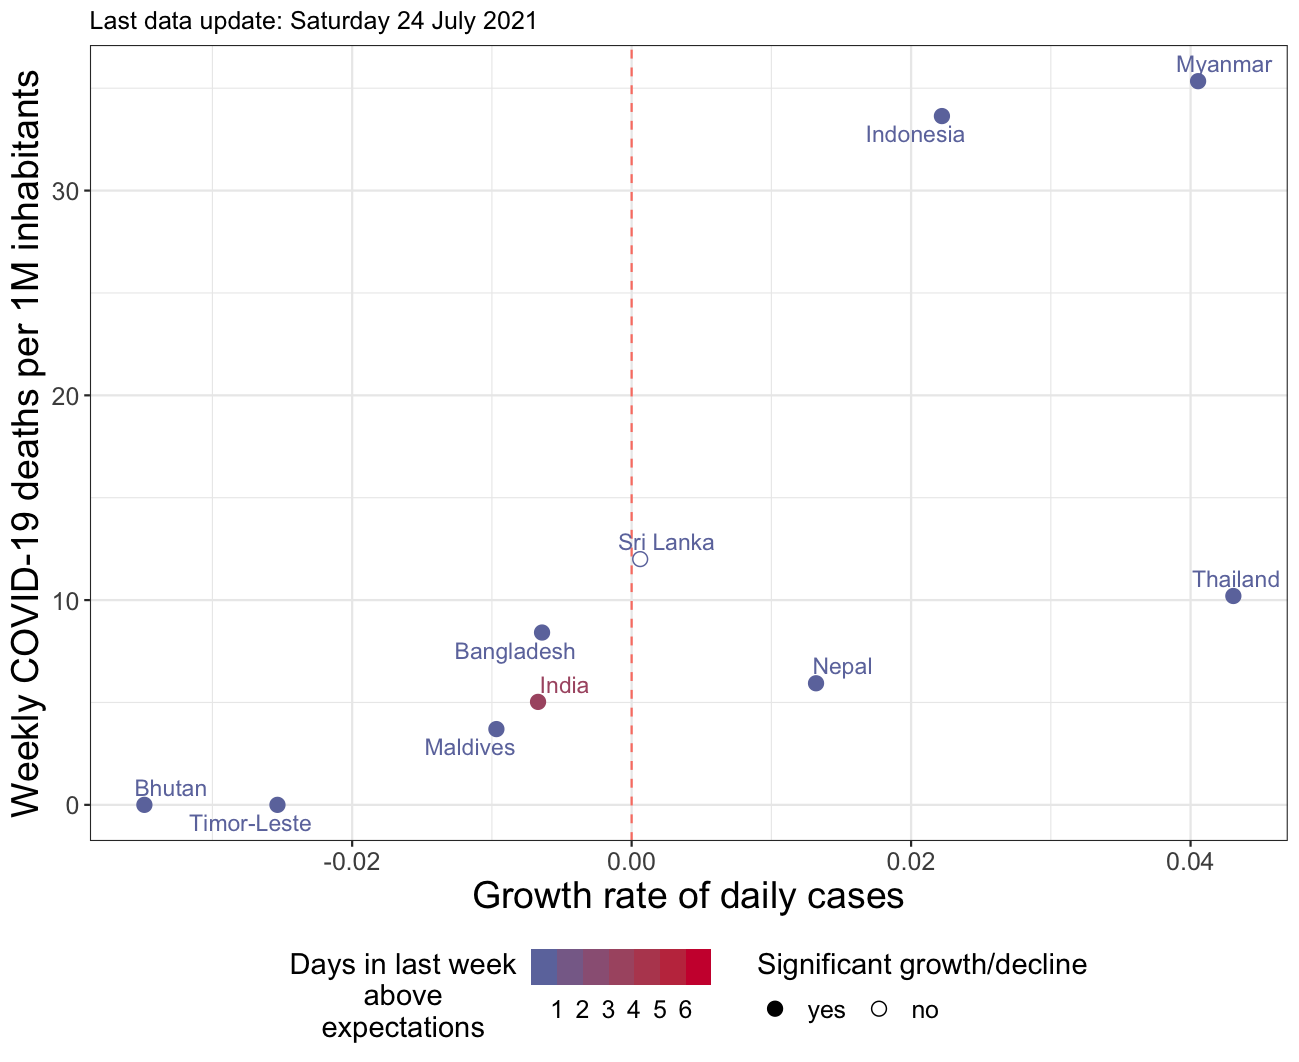 Last data update: Saturday 24 July 2021
Weekly COVID-19 deaths per 1M inhabitants
30
20
10
0
Myanmar
Indonesia
Sri Lanka
Thailand
Bangladesh
Nepal
India
Maldives
Bhutan
Timor-Leste
-0.02
0.00
0.02
0.04
Growth rate of daily cases
Days in last week
above
expectations
1 2 3 4 5 6
Significant growth/decline
yes no